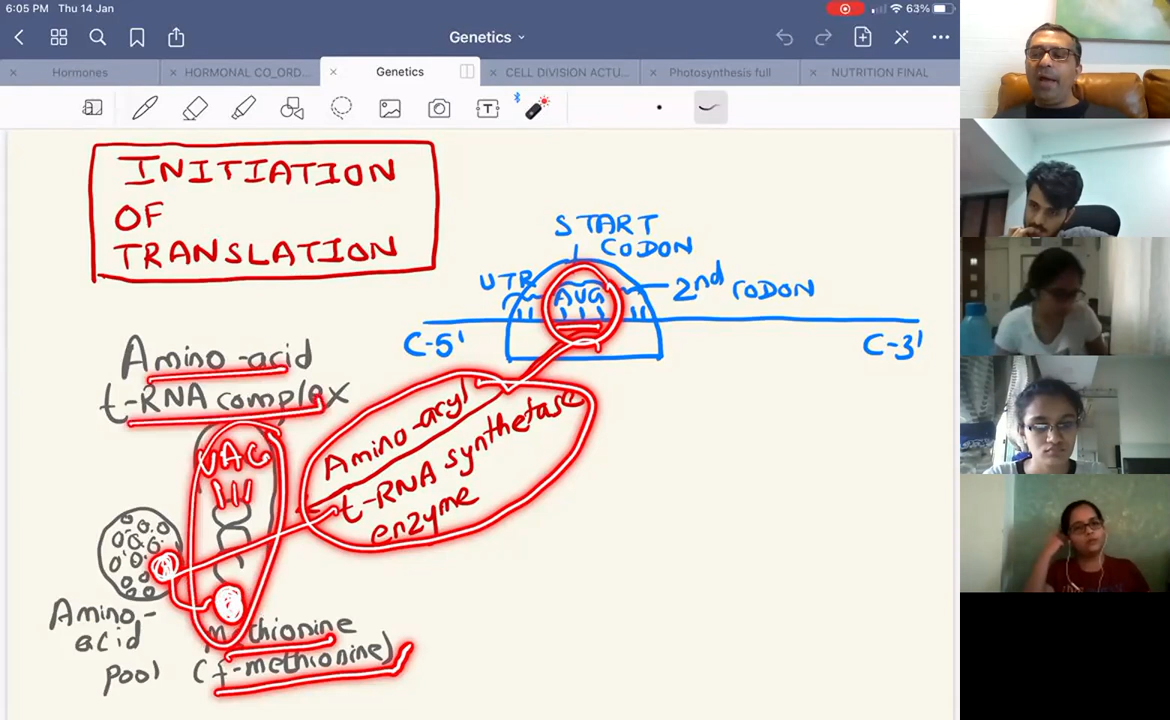 6:05 PM Thu 14 Jan
63%
Genetics
Hormones
HORMONAL CO_ORD...
Genetics
CELL DIVISION ACTU...
Photosynthesis full
NUTRITION FINAL
INITIATION
OF
TRANSLATION
START
CODON
UTR
AUG
2nd CODON
C-5'
C-3'
Amino-acid
t-RNA complex
UAC
Amino-acyl
t-RNA synthetase
enzyme
Amino-
acid
pool
methionine
(f-methionine)